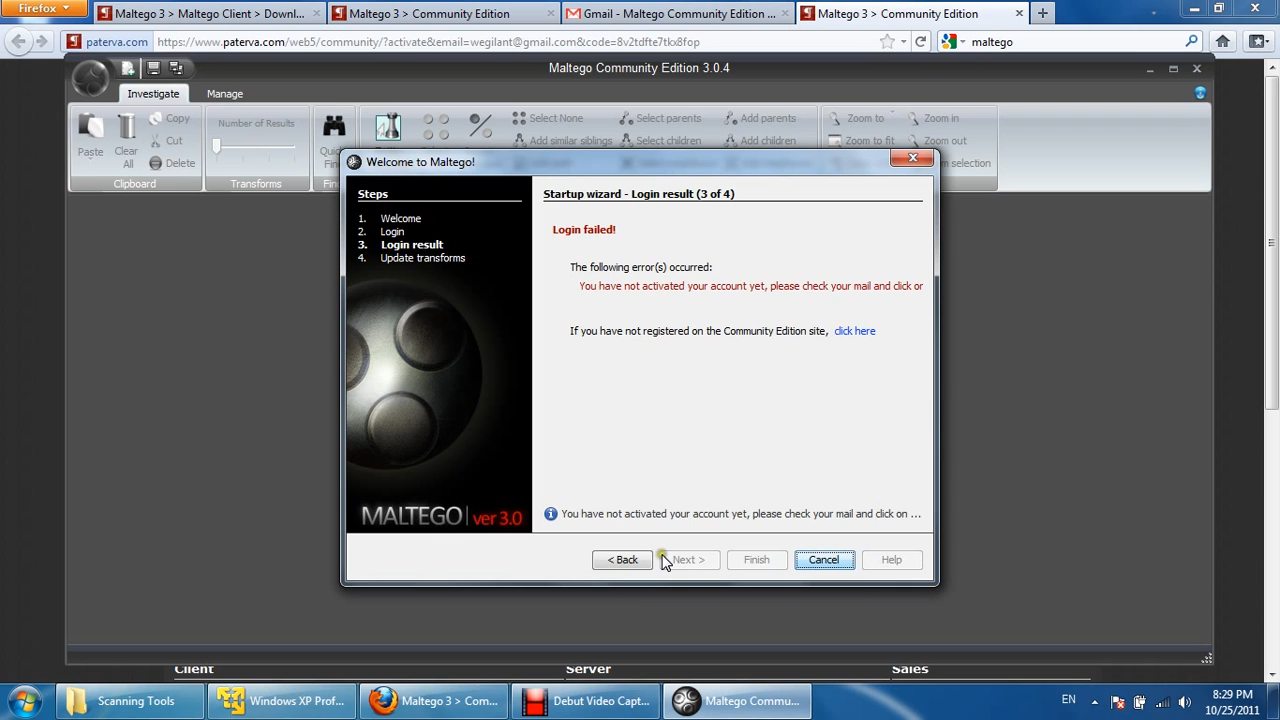 Firefox
Maltego 3 > Maltego Client > Downl...
Maltego 3 > Community Edition
Gmail - Maltego Community Edition ...
Maltego 3 > Community Edition
paterva.com
https://www.paterva.com/web5/community/?activate&email=wegilant@gmail.com&code=8v2tdfte7tkx8fop
maltego
Maltego Community Edition 3.0.4
Investigate
Manage
Paste
Clear All
Copy
Cut
Delete
Clipboard
Number of Results
Transforms
Select None
Add similar siblings
Select parents
Select children
Add parents
Add children
Zoom to
Zoom to fit
Zoom in
Zoom out
selection
Welcome to Maltego!
Steps
1. Welcome
2. Login
3. Login result
4. Update transforms
MALTEGO | ver 3.0
Startup wizard - Login result (3 of 4)
Login failed!
The following error(s) occurred:
You have not activated your account yet, please check your mail and click or
If you have not registered on the Community Edition site, click here
You have not activated your account yet, please check your mail and click on ...
< Back
Next >
Finish
Cancel
Help
Client
Server
Sales
Scanning Tools
Windows XP Prof...
Maltego 3 > Com...
Debut Video Capt...
Maltego Commu...
EN
8:29 PM
10/25/2011